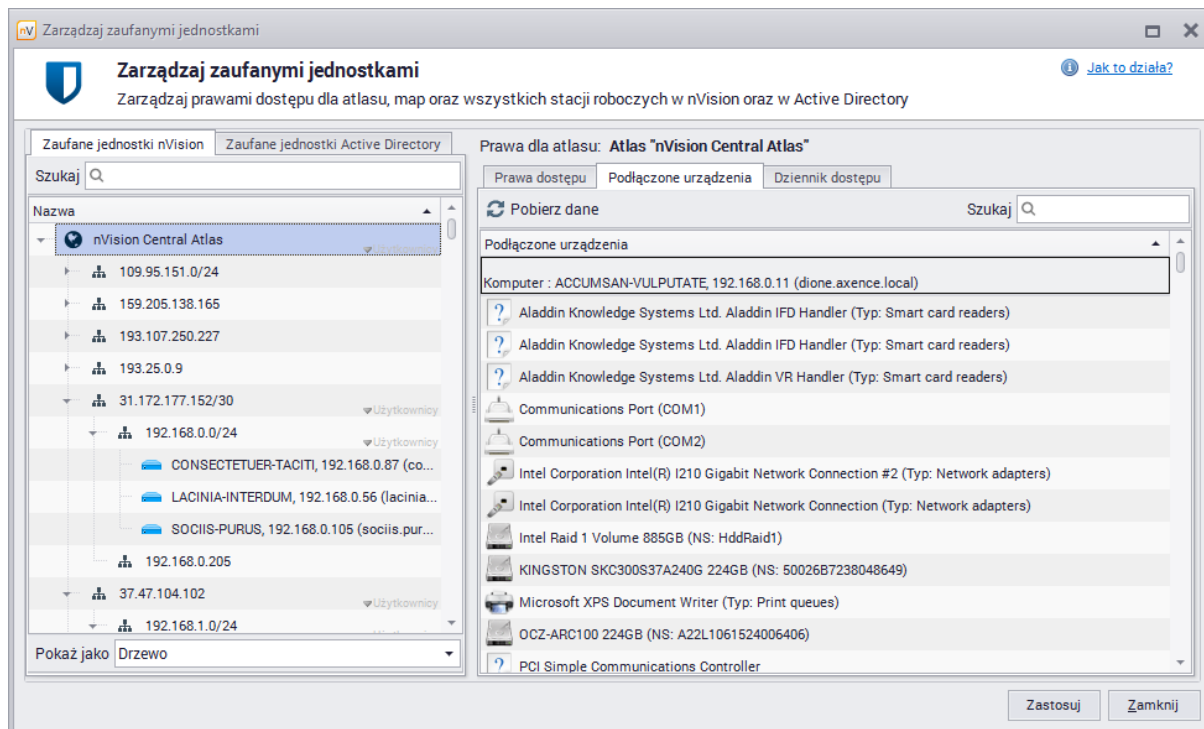 nV Zarządzaj zaufanymi jednostkami
Zarządzaj zaufanymi jednostkami
Jak to działa?
Zarządzaj prawami dostępu dla atlasu, map oraz wszystkich stacji roboczych w nVision oraz w Active Directory
Zaufane jednostki nVision
Zaufane jednostki Active Directory
Szukaj
Nazwa
nVision Central Atlas
Użytkownicy
109.95.151.0/24
159.205.138.165
193.107.250.227
193.25.0.9
31.172.177.152/30
Użytkownicy
192.168.0.0/24
Użytkownicy
CONSECTETUER-TACITI, 192.168.0.87 (co...
LACINIA-INTERDUM, 192.168.0.56 (lacinia...
SOCIIS-PURUS, 192.168.0.105 (sociis.pur...
192.168.0.205
37.47.104.102
Użytkownicy
192.168.1.0/24
Pokaż jako Drzewo
Prawa dla atlasu: Atlas "nVision Central Atlas"
Prawa dostępu
Podłączone urządzenia
Dziennik dostępu
Pobierz dane
Szukaj
Podłączone urządzenia
Komputer : ACCUMSAN-VULPUTATE, 192.168.0.11 (dione.axence.local)
Aladdin Knowledge Systems Ltd. Aladdin IFD Handler (Typ: Smart card readers)
Aladdin Knowledge Systems Ltd. Aladdin IFD Handler (Typ: Smart card readers)
Aladdin Knowledge Systems Ltd. Aladdin VR Handler (Typ: Smart card readers)
Communications Port (COM1)
Communications Port (COM2)
Intel Corporation Intel(R) I210 Gigabit Network Connection #2 (Typ: Network adapters)
Intel Corporation Intel(R) I210 Gigabit Network Connection (Typ: Network adapters)
Intel Raid 1 Volume 885GB (NS: HddRaid1)
KINGSTON SKC300S37A240G 224GB (NS: 50026B7238048649)
Microsoft XPS Document Writer (Typ: Print queues)
OCZ-ARC100 224GB (NS: A22L1061524006406)
PCI Simple Communications Controller
Zastosuj
Zamknij